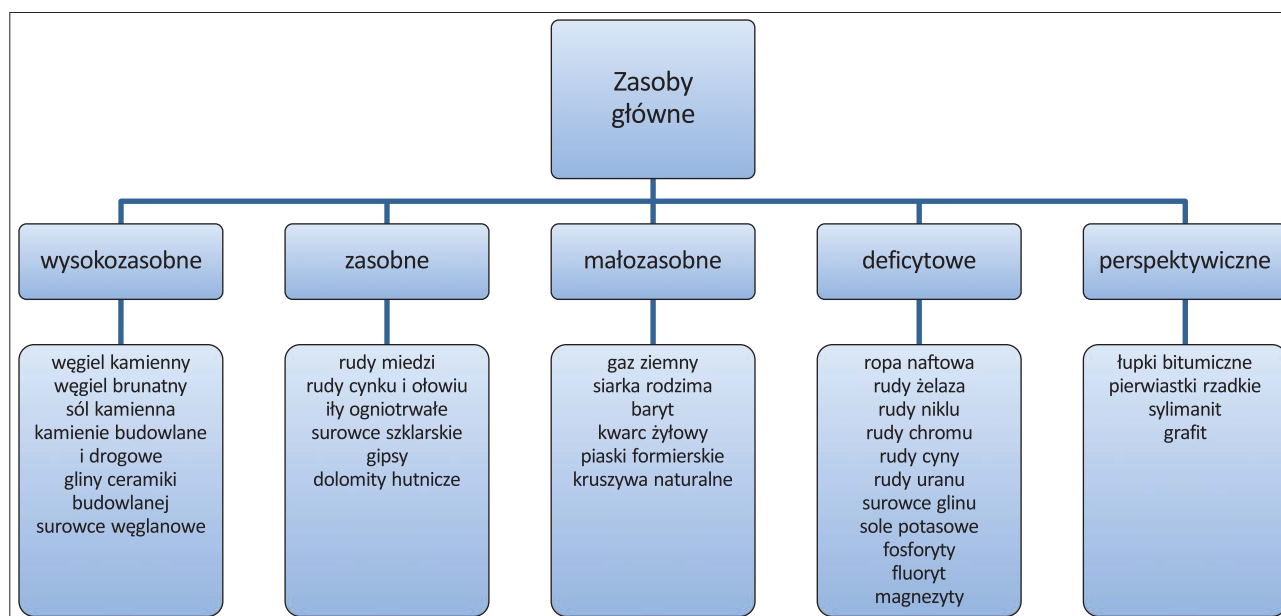 Zasoby
główne
wysokozasobne
zasobne
małozasobne
deficytowe
perspektywiczne
węgiel kamienny
węgiel brunatny
sól kamienna
kamienie budowlane
i drogowe
gliny ceramiki
budowlanej
surowce węglanowe
rudy miedzi
rudy cynku i ołowiu
iły ogniotrwałe
surowce szklarskie
gipsy
dolomity hutnicze
gaz ziemny
siarka rodzima
baryt
kwarc żyłowy
piaski formierskie
kruszywa naturalne
ropa naftowa
rudy żelaza
rudy niklu
rudy chromu
rudy cyny
rudy uranu
surowce glinu
sole potasowe
fosforyty
fluoryt
magnezyty
łupki bitumiczne
pierwiastki rzadkie
sylimanit
grafit